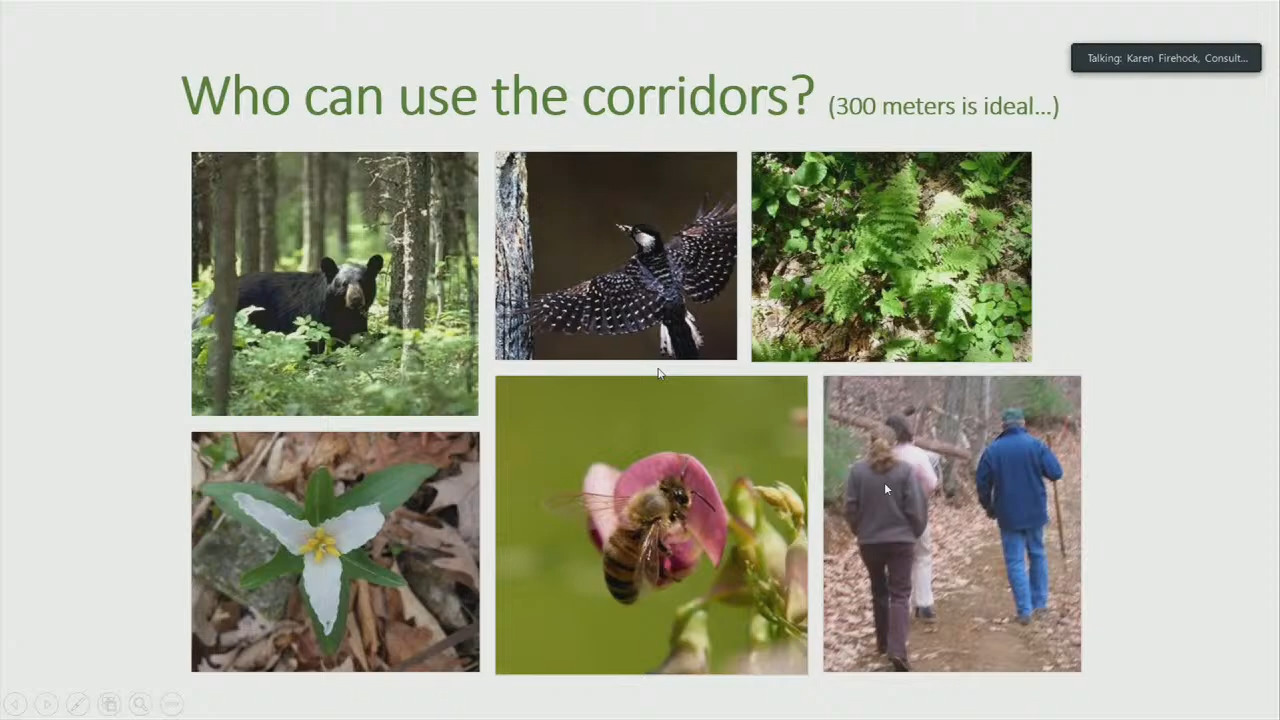 Talking: Karen Firehock, Consult...
Who can use the corridors? (300 meters is ideal...)